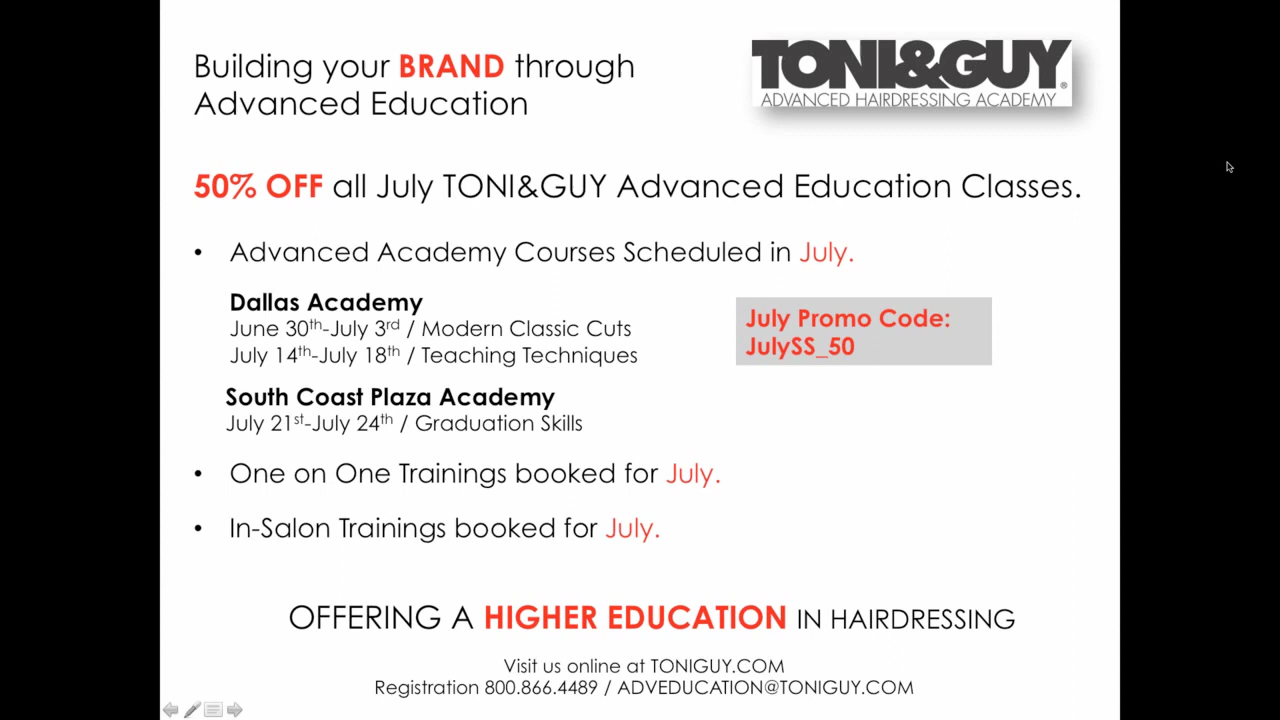 Building your BRAND through
Advanced Education
TONI&GUY®
ADVANCED HAIRDRESSING ACADEMY
50% OFF all July TONI&GUY Advanced Education Classes.
• Advanced Academy Courses Scheduled in July.
Dallas Academy
June 30th-July 3rd / Modern Classic Cuts
July 14th-July 18th / Teaching Techniques
July Promo Code:
JulySS_50
South Coast Plaza Academy
July 21st-July 24th / Graduation Skills
• One on One Trainings booked for July.
• In-Salon Trainings booked for July.
OFFERING A HIGHER EDUCATION IN HAIRDRESSING
Visit us online at TONIGUY.COM
Registration 800.866.4489 / ADVEDUCATION@TONIGUY.COM